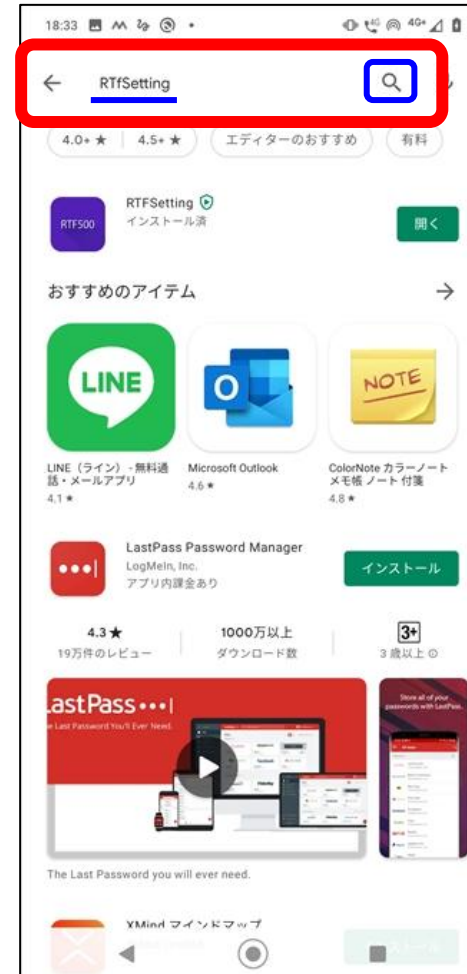 18:33 4G 4G+
RTfSetting
4.0+ ★ 4.5+ ★ エディターのおすすめ 有料
RTF500
RTFSetting
インストール済
開く
おすすめのアイテム
LINE
NOTE
LINE（ライン） - 無料通
話・メールアプリ
4.1 ★
Microsoft Outlook
4.6 ★
ColorNote カラーノート
メモ帳 ノート 付箋
4.8 ★
LastPass Password Manager
LogMeIn, Inc.
アプリ内課金あり
インストール
4.3 ★
19万件のレビュー
1000万以上
ダウンロード数
3+
3 歳以上
LastPass
The Last Password You'll Ever Need.
Store all of your
passwords with LastPass.
The Last Password you will ever need.
XMind マインドマップ